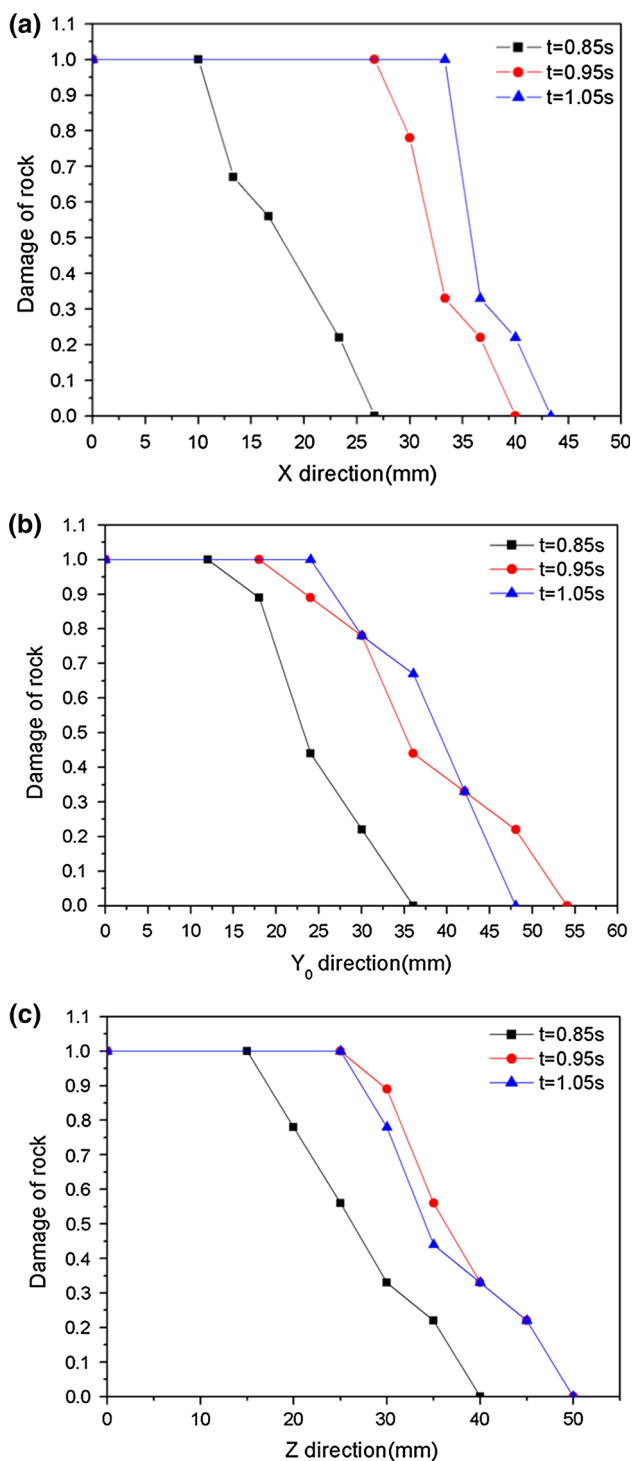 (a)
t=0.85s
t=0.95s
t=1.05s
1.1
1.0
0.9
0.8
0.7
0.6
0.5
0.4
0.3
0.2
0.1
0.0
Damage of rock
0 5 10 15 20 25 30 35 40 45 50
X direction(mm)
(b)
t=0.85s
t=0.95s
t=1.05s
1.1
1.0
0.9
0.8
0.7
0.6
0.5
0.4
0.3
0.2
0.1
0.0
Damage of rock
0 5 10 15 20 25 30 35 40 45 50 55 60
Y₀ direction(mm)
(c)
t=0.85s
t=0.95s
t=1.05s
1.1
1.0
0.9
0.8
0.7
0.6
0.5
0.4
0.3
0.2
0.1
0.0
Damage of rock
0 10 20 30 40 50
Z direction(mm)